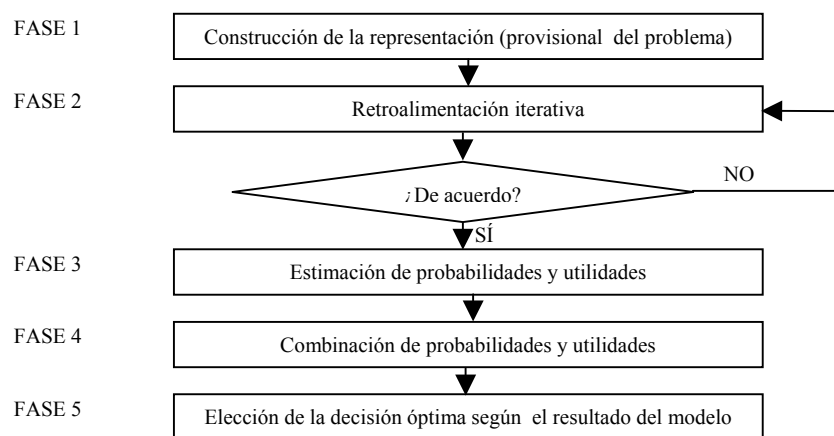 FASE 1
Construcción de la representación (provisional del problema)
FASE 2
Retroalimentación iterativa
¿De acuerdo?
NO
SÍ
FASE 3
Estimación de probabilidades y utilidades
FASE 4
Combinación de probabilidades y utilidades
FASE 5
Elección de la decisión óptima según el resultado del modelo